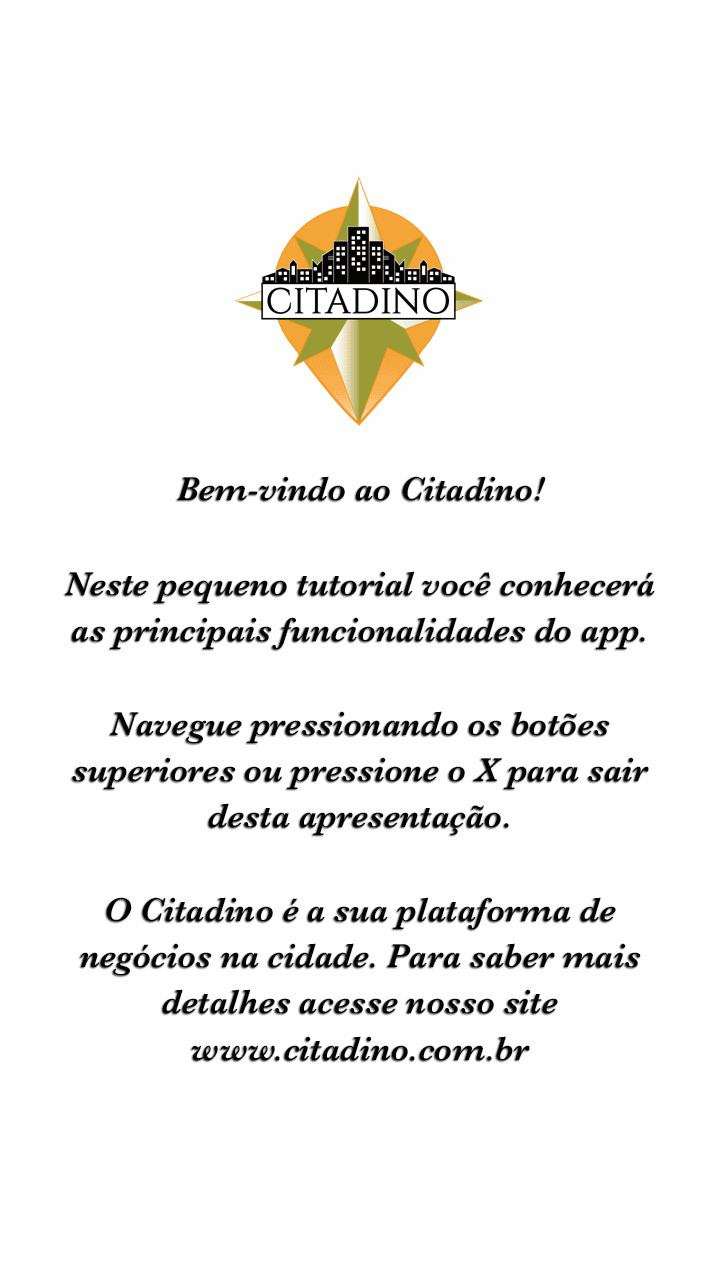 CITADINO
Bem-vindo ao Citadino!
Neste pequeno tutorial você conhecerá
as principais funcionalidades do app.
Navegue pressionando os botões
superiores ou pressione o X para sair
desta apresentação.
O Citadino é a sua plataforma de
negócios na cidade. Para saber mais
detalhes acesse nosso site
www.citadino.com.br